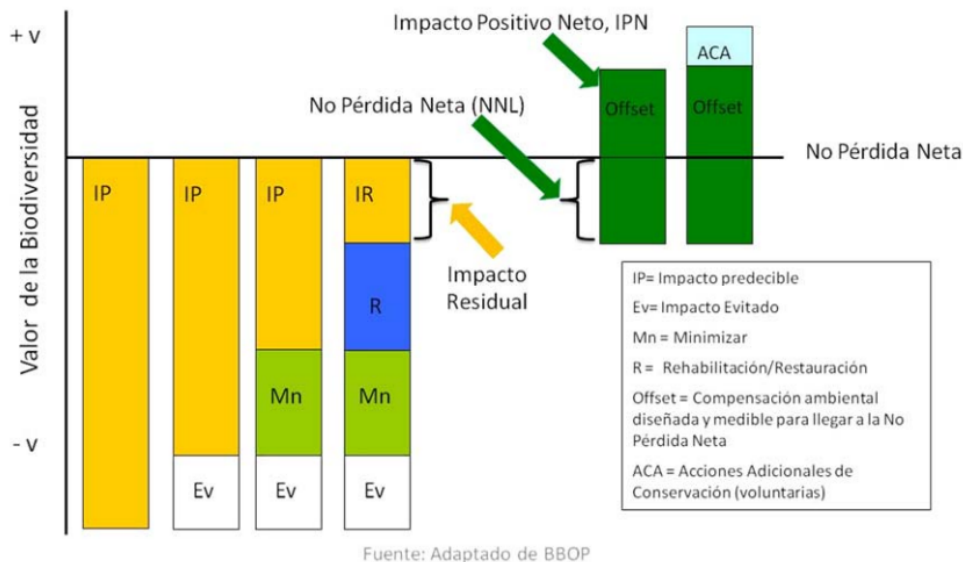 + v
Impacto Positivo Neto, IPN
ACA
Offset
Offset
No Pérdida Neta (NNL)
No Pérdida Neta
Valor de la Biodiversidad
IP
IP
IP
IR
Impacto
Residual
R
Mn
Mn
- v
Ev
Ev
Ev
IP= Impacto predecible
Ev= Impacto Evitado
Mn = Minimizar
R = Rehabilitación/Restauración
Offset = Compensación ambiental
diseñada y medible para llegar a la No
Pérdida Neta
ACA = Acciones Adicionales de
Conservación (voluntarias)
Fuente: Adaptado de BBOP